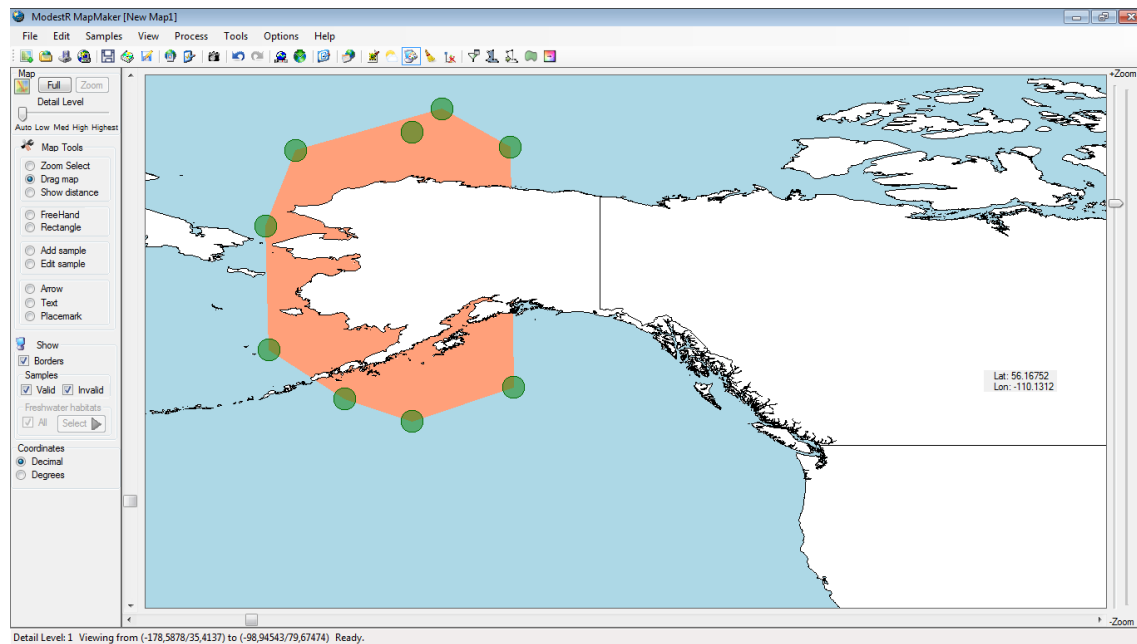 ModestR MapMaker [New Map1]
File Edit Samples View Process Tools Options Help
Map
Full Zoom
Detail Level
Auto Low Med High Highest
Map Tools
Zoom Select
Drag map
Show distance
FreeHand
Rectangle
Add sample
Edit sample
Arrow
Text
Placemark
Show
Borders
Samples
Valid Invalid
Freshwater habitats
All Select
Coordinates
Decimal
Degrees
+Zoom
Lat: 56.16752
Lon: -110.1312
-Zoom
Detail Level: 1 Viewing from (-178,5878/35,4137) to (-98,94543/79,67474) Ready.